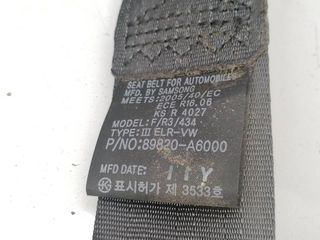 SEAT BELT FOR AUTOMOBILES
MFD. BY SAMSONG
MEETS:2005/40/EC
ECE R16.06
KS R 4027
MODEL:F/R3/434
TYPE:III ELR-VW
P/NO:89820-A6000
MFD DATE: 11Y
표시허가 제 3533호